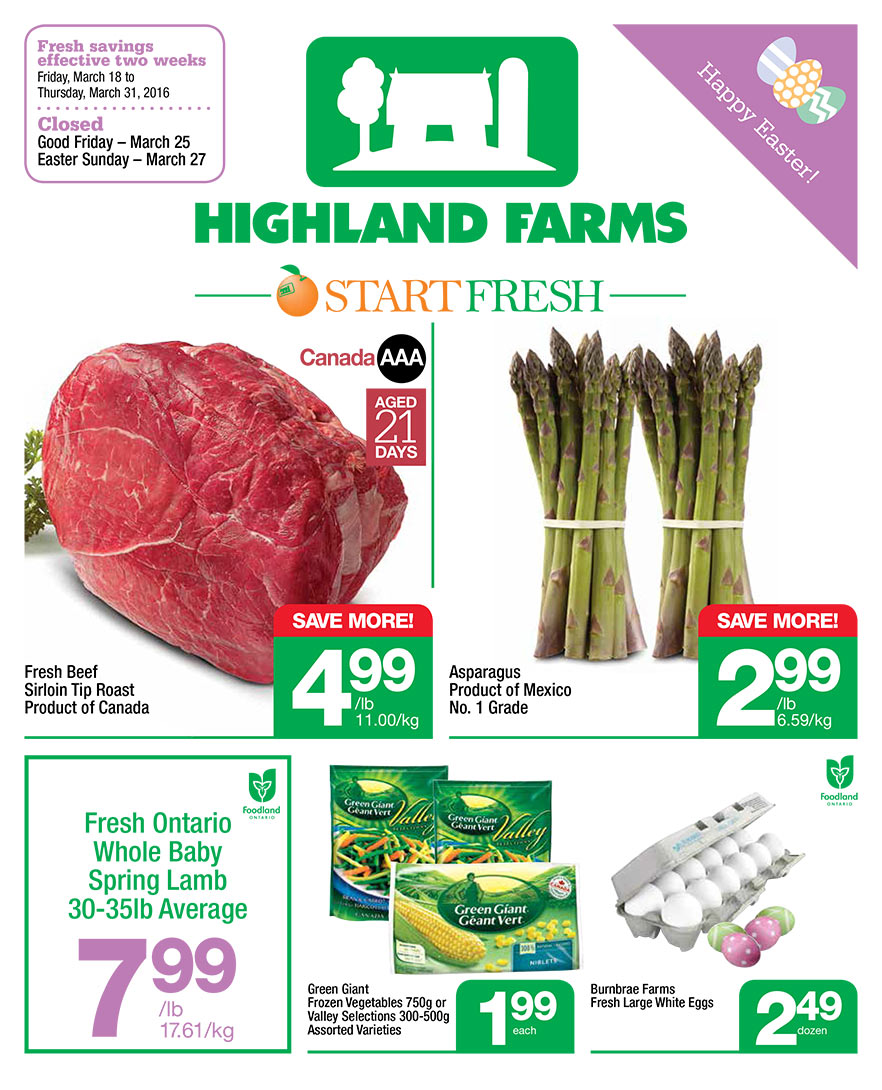 Fresh savings
effective two weeks
Friday, March 18 to
Thursday, March 31, 2016
Closed
Good Friday – March 25
Easter Sunday – March 27
Happy Easter!
HIGHLAND FARMS
START FRESH
Canada AAA
AGED
21
DAYS
SAVE MORE!
4.99
/lb
11.00/kg
Fresh Beef
Sirloin Tip Roast
Product of Canada
SAVE MORE!
2.99
/lb
6.59/kg
Asparagus
Product of Mexico
No. 1 Grade
Foodland
ONTARIO
Fresh Ontario
Whole Baby
Spring Lamb
30-35lb Average
7.99
/lb
17.61/kg
Green Giant
Géant Vert
Valley
SELECTIONS
Green Giant
Géant Vert
Valley
Green Giant
Géant Vert
100%
NIBLETS
Green Giant
Frozen Vegetables 750g or
Valley Selections 300-500g
Assorted Varieties
1.99
each
Foodland
ONTARIO
Burnbrae Farms
Fresh Large White Eggs
2.49
dozen